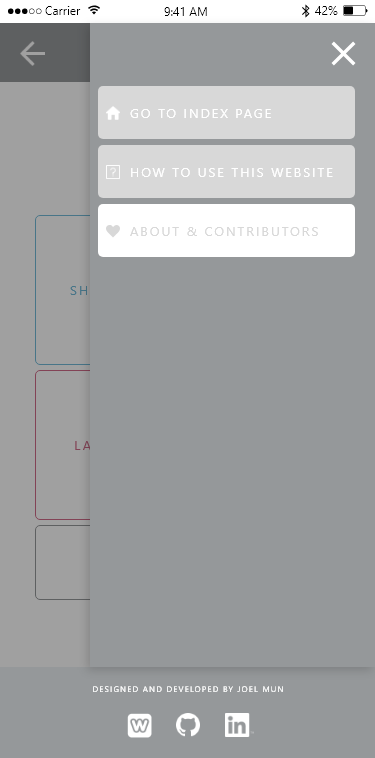 Carrier 9:41 AM 42%
GO TO INDEX PAGE
HOW TO USE THIS WEBSITE
ABOUT & CONTRIBUTORS
SH
LA
DESIGNED AND DEVELOPED BY JOEL MUN
W in